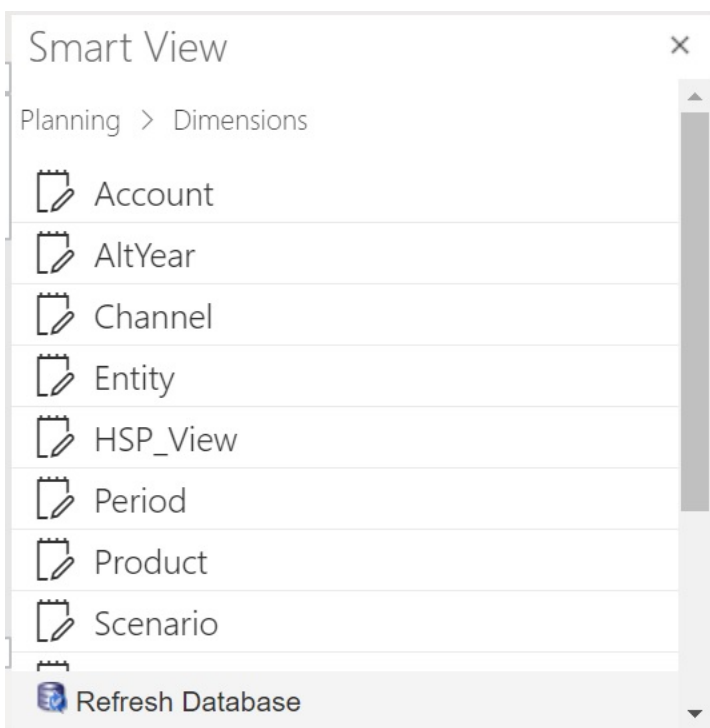 Smart View
Planning > Dimensions
Account
AltYear
Channel
Entity
HSP_View
Period
Product
Scenario
Refresh Database